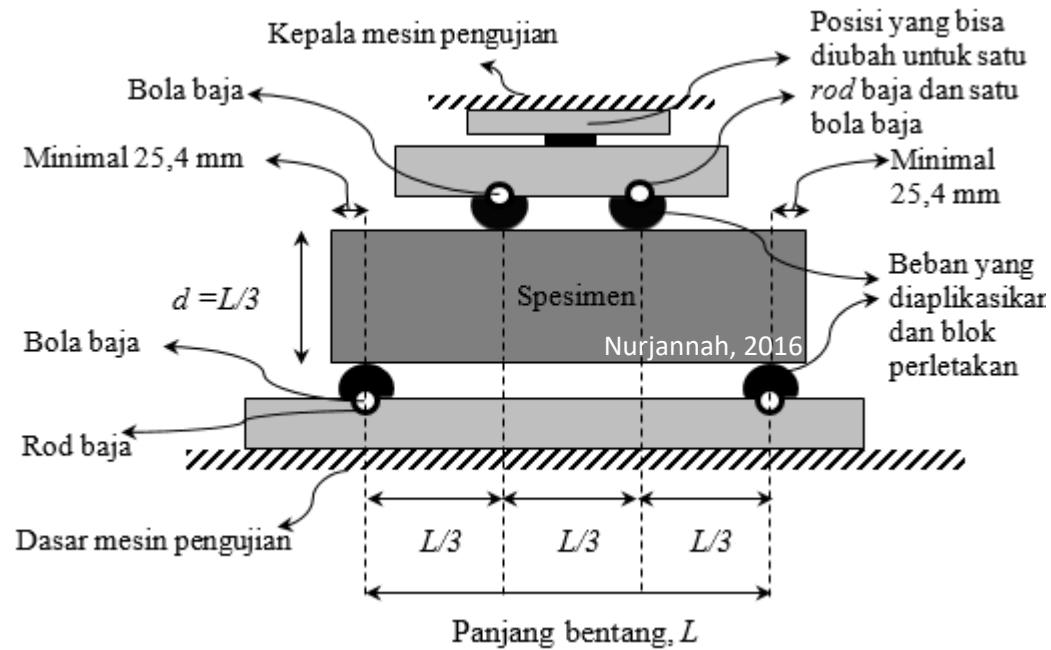 Kepala mesin pengujian
Posisi yang bisa
diubah untuk satu
rod baja dan satu
bola baja
Bola baja
Minimal 25,4 mm
Minimal
25,4 mm
d =L/3
Spesimen
Nurjannah, 2016
Beban yang
diaplikasikan
dan blok
perletakan
Bola baja
Rod baja
Dasar mesin pengujian
L/3
L/3
L/3
Panjang bentang, L